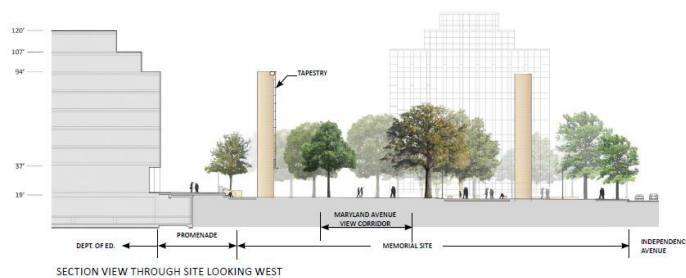 120'
107'
94'
TAPESTRY
37'
19'
MARYLAND AVENUE
VIEW CORRIDOR
DEPT. OF ED.
PROMENADE
MEMORIAL SITE
INDEPENDENC
AVENUE
SECTION VIEW THROUGH SITE LOOKING WEST